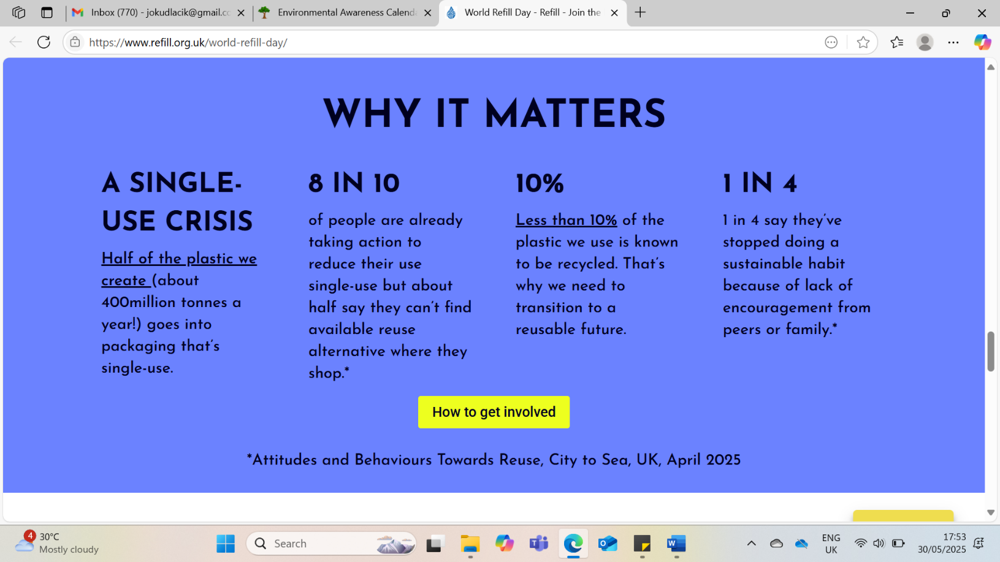 Inbox (770) - jokudlacik@gmail.cc
Environmental Awareness Calend
World Refill Day - Refill - Join the
https://www.refill.org.uk/world-refill-day/
WHY IT MATTERS
A SINGLE-
USE CRISIS
Half of the plastic we
create (about
400million tonnes a
year!) goes into
packaging that's
single-use.
8 IN 10
of people are already
taking action to
reduce their use
single-use but about
half say they can't find
available reuse
alternative where they
shop.*
10%
Less than 10% of the
plastic we use is known
to be recycled. That's
why we need to
transition to a
reusable future.
1 IN 4
1 in 4 say they've
stopped doing a
sustainable habit
because of lack of
encouragement from
peers or family.*
How to get involved
*Attitudes and Behaviours Towards Reuse, City to Sea, UK, April 2025
4
30°C
Mostly cloudy
Search
ENG
UK
17:53
30/05/2025